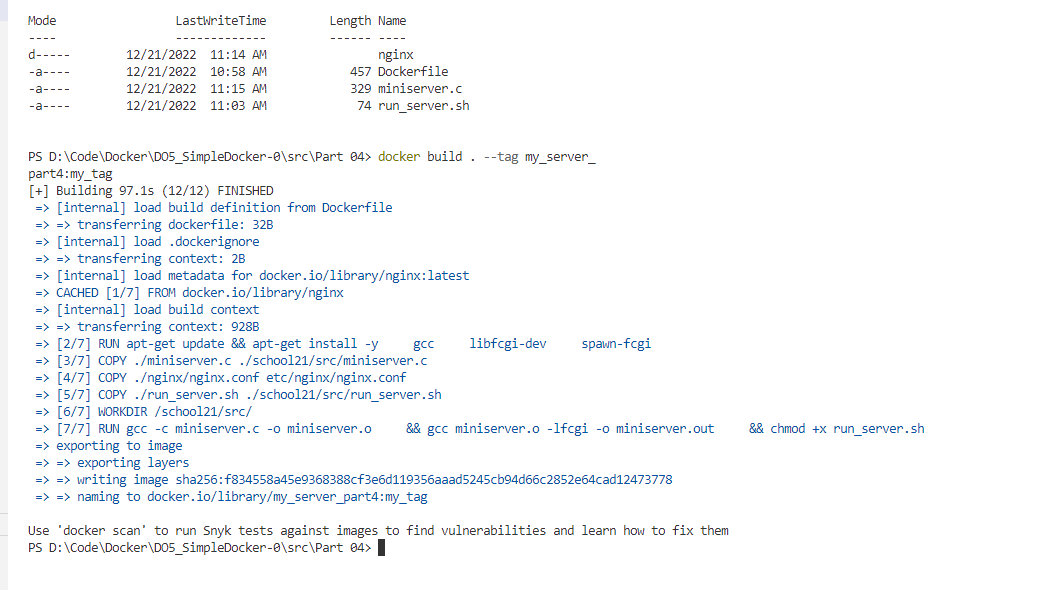 Mode                 LastWriteTime         Length Name
----                 -------------         ------ ----
d-----        12/21/2022  11:14 AM                nginx
-a----        12/21/2022  10:58 AM            457 Dockerfile
-a----        12/21/2022  11:15 AM            329 miniserver.c
-a----        12/21/2022  11:03 AM             74 run_server.sh
PS D:\Code\Docker\DO5_SimpleDocker-0\src\Part 04> docker build . --tag my_server_
part4:my_tag
[+] Building 97.1s (12/12) FINISHED
 => [internal] load build definition from Dockerfile
 => => transferring dockerfile: 32B
 => [internal] load .dockerignore
 => => transferring context: 2B
 => [internal] load metadata for docker.io/library/nginx:latest
 => CACHED [1/7] FROM docker.io/library/nginx
 => [internal] load build context
 => => transferring context: 928B
 => [2/7] RUN apt-get update && apt-get install -y     gcc     libfcgi-dev     spawn-fcgi
 => [3/7] COPY ./miniserver.c ./school21/src/miniserver.c
 => [4/7] COPY ./nginx/nginx.conf etc/nginx/nginx.conf
 => [5/7] COPY ./run_server.sh ./school21/src/run_server.sh
 => [6/7] WORKDIR /school21/src/
 => [7/7] RUN gcc -c miniserver.c -o miniserver.o     && gcc miniserver.o -lfcgi -o miniserver.out     && chmod +x run_server.sh
 => exporting to image
 => => exporting layers
 => => writing image sha256:f834558a45e9368388cf3e6d119356aaad5245cb94d66c2852e64cad12473778
 => => naming to docker.io/library/my_server_part4:my_tag
Use 'docker scan' to run Snyk tests against images to find vulnerabilities and learn how to fix them
PS D:\Code\Docker\DO5_SimpleDocker-0\src\Part 04>